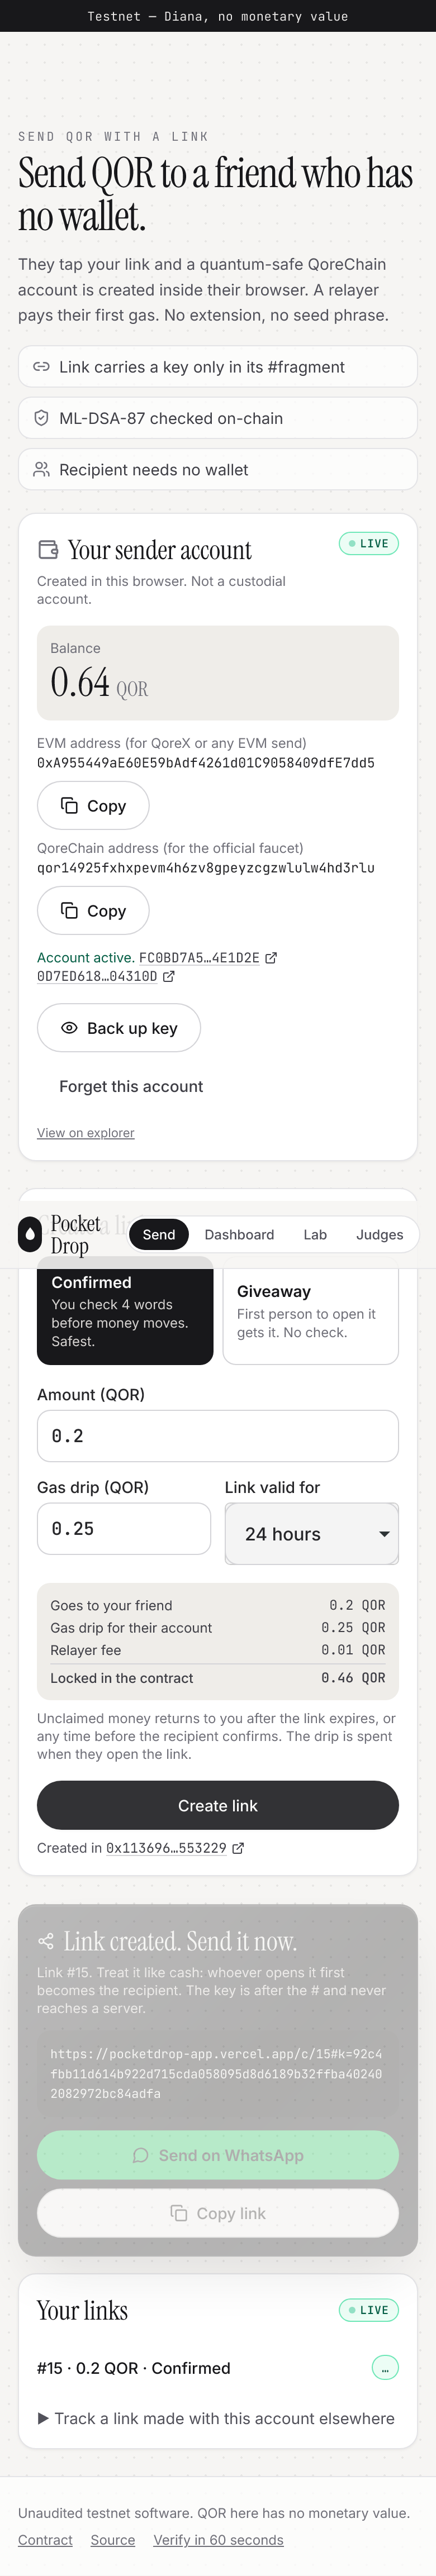 Testnet — Diana, no monetary value
SEND QOR WITH A LINK
Send QOR to a friend who has
no wallet.
They tap your link and a quantum-safe QoreChain
account is created inside their browser. A relayer
pays their first gas. No extension, no seed phrase.
Link carries a key only in its #fragment
ML-DSA-87 checked on-chain
Recipient needs no wallet
Your sender account
LIVE
Created in this browser. Not a custodial
account.
Balance
0.64 QOR
EVM address (for QoreX or any EVM send)
0xA955449aE60E59bAdf4261d01C9058409dfE7dd5
Copy
QoreChain address (for the official faucet)
qor14925fxhxpevm4h6zv8gpeyzcgzwlulw4hd3rlu
Copy
Account active. FC0BD7A5…4E1D2E
0D7ED618…04310D
Back up key
Forget this account
View on explorer
Pocket
Drop
Send
Dashboard
Lab
Judges
Confirmed
You check 4 words
before money moves.
Safest.
Giveaway
First person to open it
gets it. No check.
Amount (QOR)
0.2
Gas drip (QOR)
Link valid for
0.25
24 hours
Goes to your friend 0.2 QOR
Gas drip for their account 0.25 QOR
Relayer fee 0.01 QOR
Locked in the contract 0.46 QOR
Unclaimed money returns to you after the link expires, or
any time before the recipient confirms. The drip is spent
when they open the link.
Create link
Created in 0x113696…553229
Link created. Send it now.
Link #15. Treat it like cash: whoever opens it first
becomes the recipient. The key is after the # and never
reaches a server.
https://pocketdrop-app.vercel.app/c/15#k=92c4
fbb11d614b922d715cda058095d8d6189b32ffba40240
2082972bc84adfa
Send on WhatsApp
Copy link
Your links
LIVE
#15 · 0.2 QOR · Confirmed
…
Track a link made with this account elsewhere
Unaudited testnet software. QOR here has no monetary value.
Contract Source Verify in 60 seconds